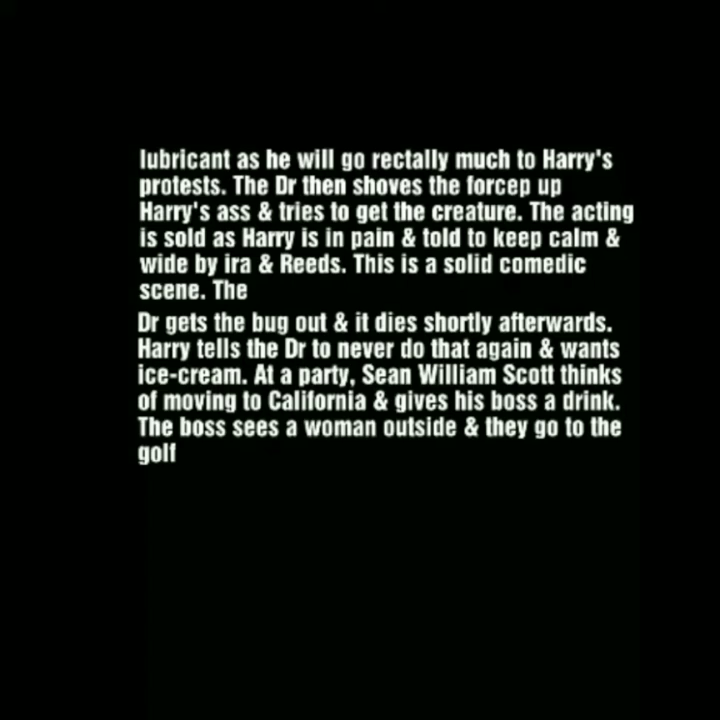 lubricant as he will go rectally much to Harry's
protests. The Dr then shoves the forcep up
Harry's ass & tries to get the creature. The acting
is sold as Harry is in pain & told to keep calm &
wide by ira & Reeds. This is a solid comedic
scene. The
Dr gets the bug out & it dies shortly afterwards.
Harry tells the Dr to never do that again & wants
ice-cream. At a party, Sean William Scott thinks
of moving to California & gives his boss a drink.
The boss sees a woman outside & they go to the
golf